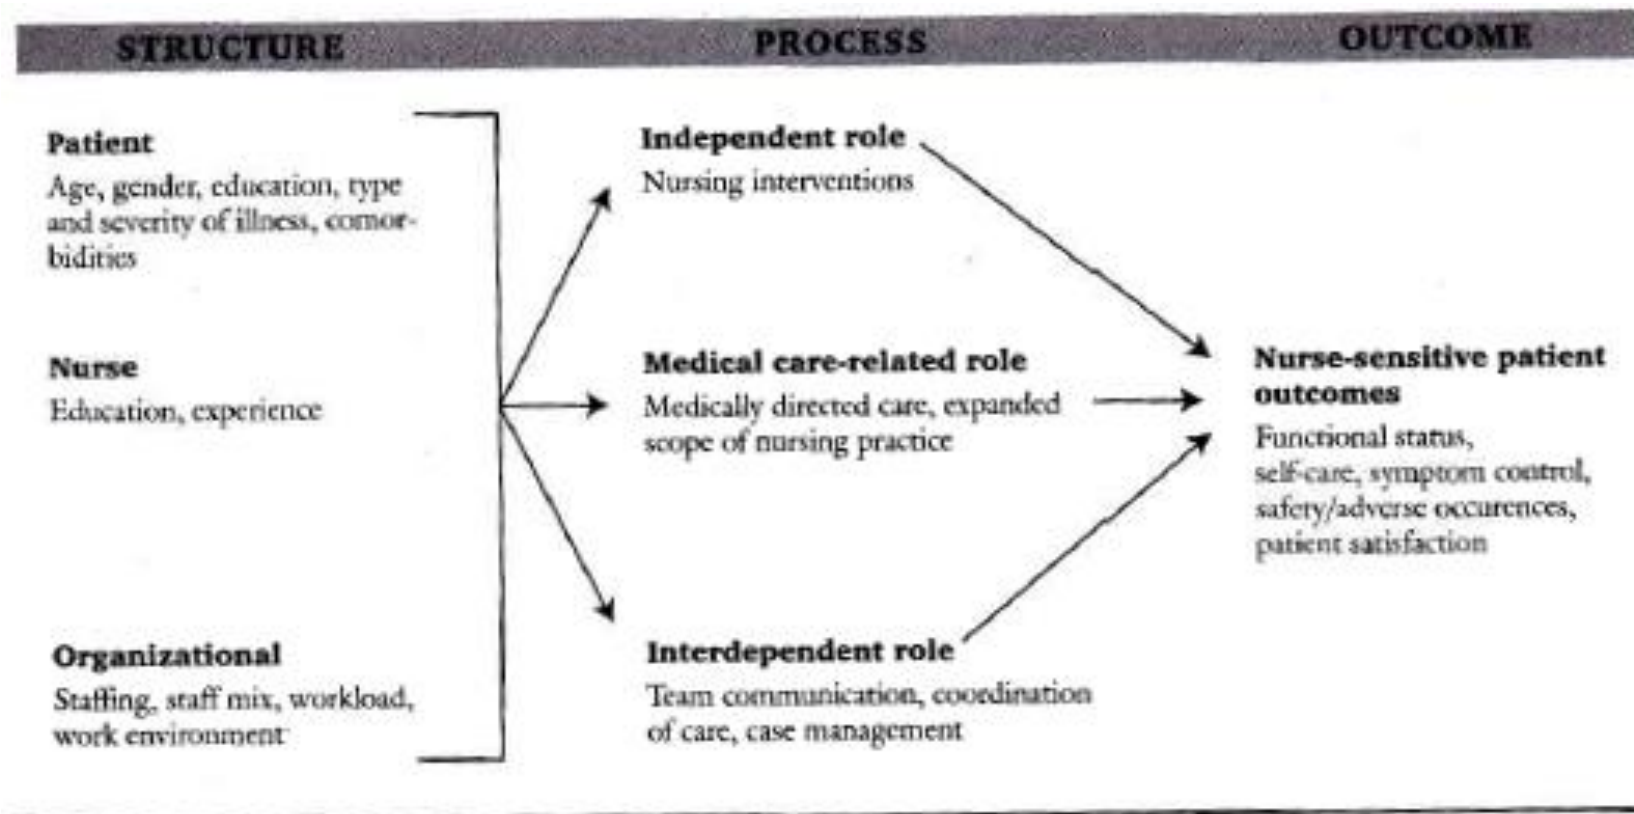 STRUCTURE PROCESS OUTCOME
Patient
Age, gender, education, type
and severity of illness, comor-
bidities
Nurse
Education, experience
Organizational
Staffing, staff mix, workload,
work environment
Independent role
Nursing interventions
Medical care-related role
Medically directed care, expanded
scope of nursing practice
Interdependent role
Team communication, coordination
of care, case management
Nurse-sensitive patient
outcomes
Functional status,
self-care, symptom control,
safety/adverse occurences,
patient satisfaction